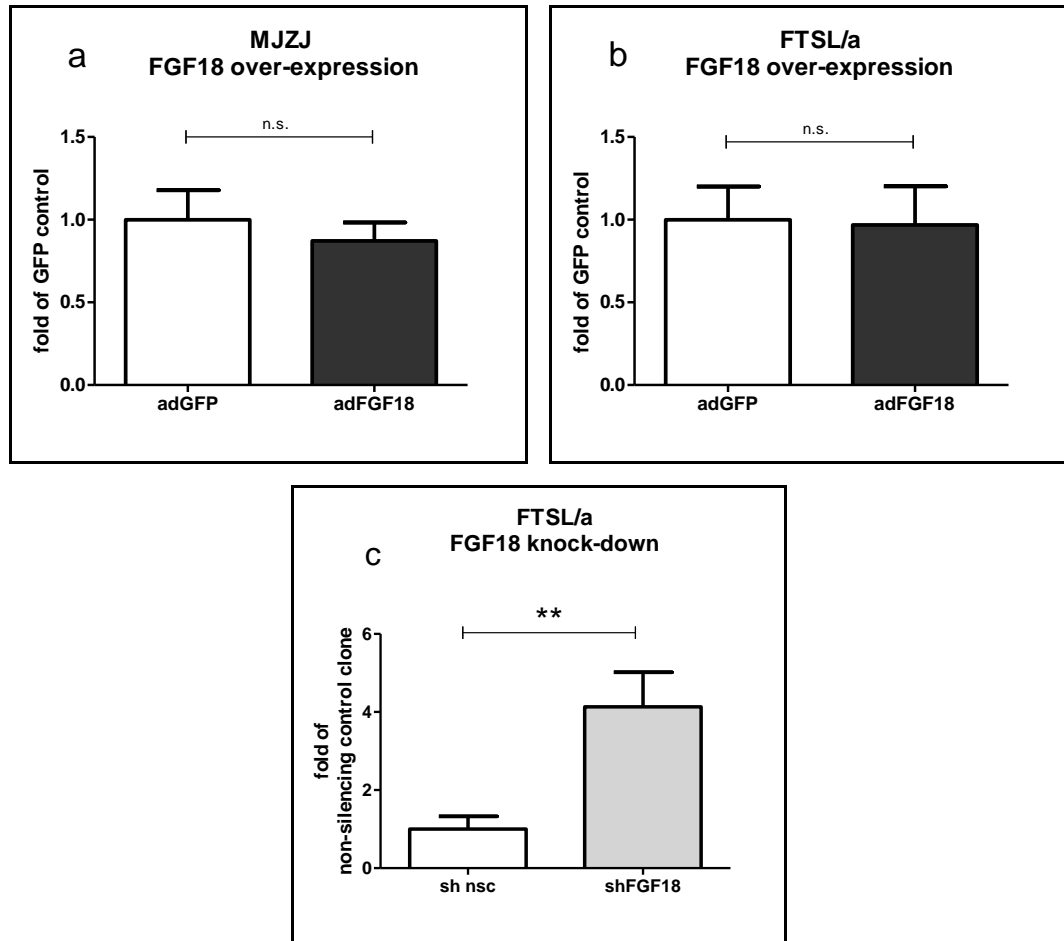 a
MJZJ
FGF18 over-expression
n.s.
fold of GFP control
1.5
1.0
0.5
0.0
adGFP adFGF18
b
FTSL/a
FGF18 over-expression
n.s.
fold of GFP control
1.5
1.0
0.5
0.0
adGFP adFGF18
c
FTSL/a
FGF18 knock-down
**
fold of
non-silencing control clone
6
4
2
0
sh nsc shFGF18